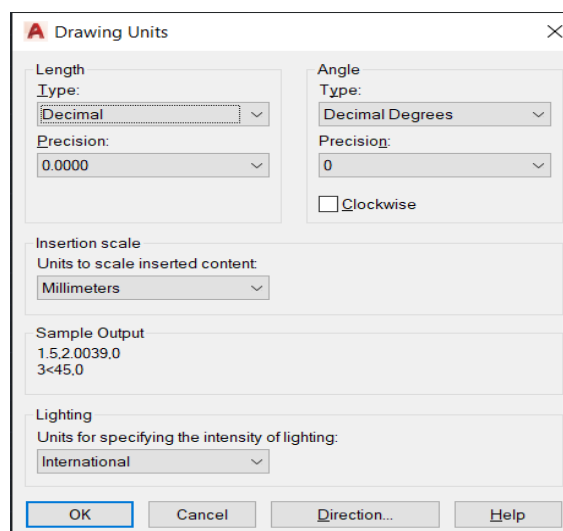 Drawing Units
Length
Type:
Decimal
Precision:
0.0000
Angle
Type:
Decimal Degrees
Precision:
0
Clockwise
Insertion scale
Units to scale inserted content:
Millimeters
Sample Output
1.5,2.0039,0
3<45,0
Lighting
Units for specifying the intensity of lighting:
International
OK
Cancel
Direction...
Help